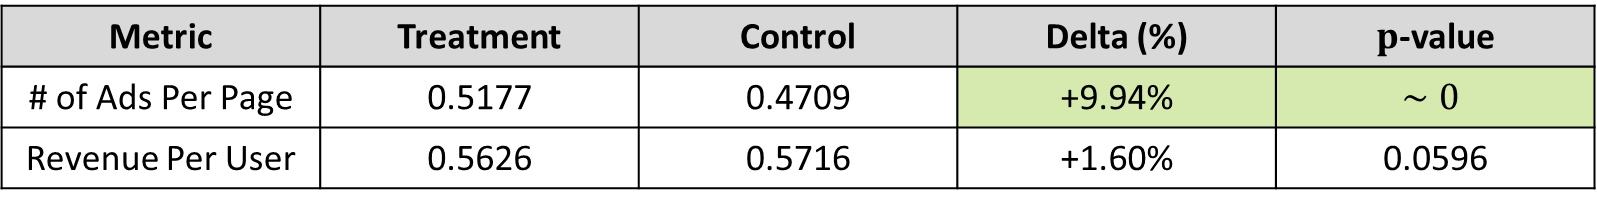 Metric Treatment Control Delta (%) p-value
# of Ads Per Page 0.5177 0.4709 +9.94% ~ 0
Revenue Per User 0.5626 0.5716 +1.60% 0.0596